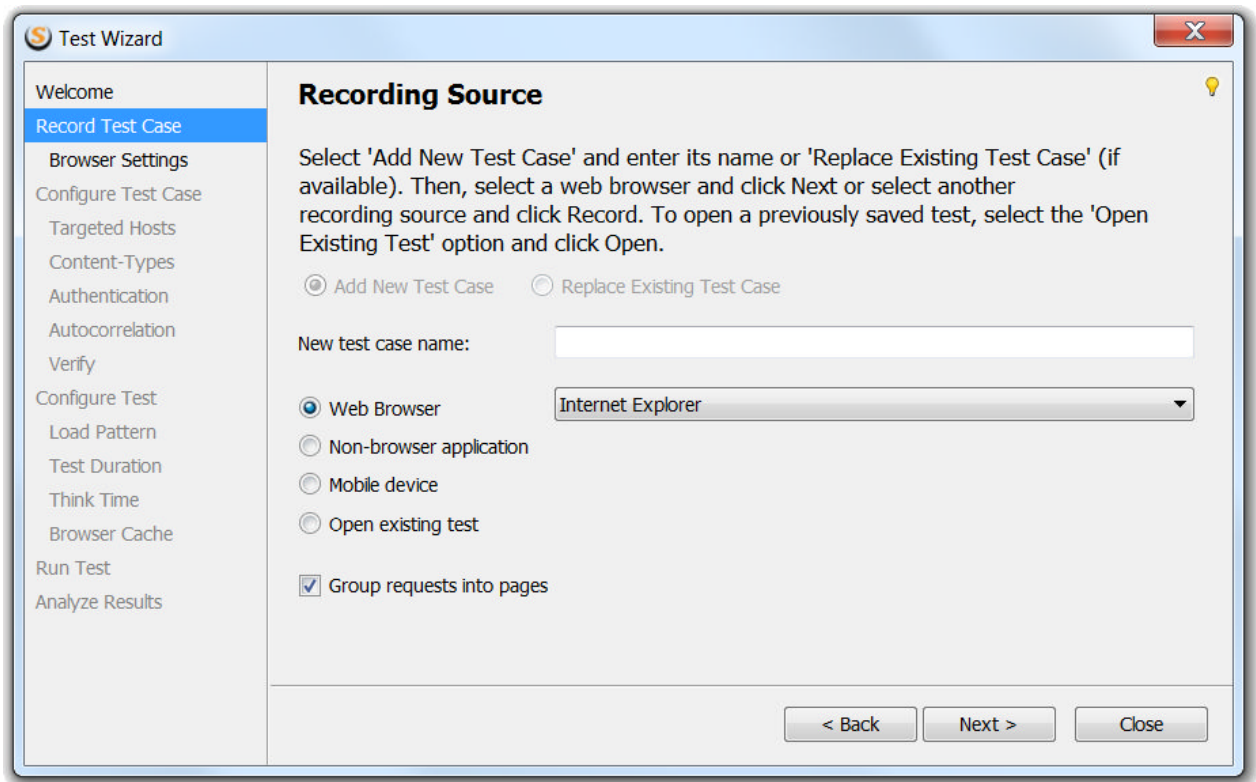 Test Wizard
Welcome
Record Test Case
Browser Settings
Configure Test Case
Targeted Hosts
Content-Types
Authentication
Autocorrelation
Verify
Configure Test
Load Pattern
Test Duration
Think Time
Browser Cache
Run Test
Analyze Results
Recording Source
Select 'Add New Test Case' and enter its name or 'Replace Existing Test Case' (if
available). Then, select a web browser and click Next or select another
recording source and click Record. To open a previously saved test, select the 'Open
Existing Test' option and click Open.
Add New Test Case Replace Existing Test Case
New test case name:
Web Browser Internet Explorer
Non-browser application
Mobile device
Open existing test
Group requests into pages
< Back Next > Close